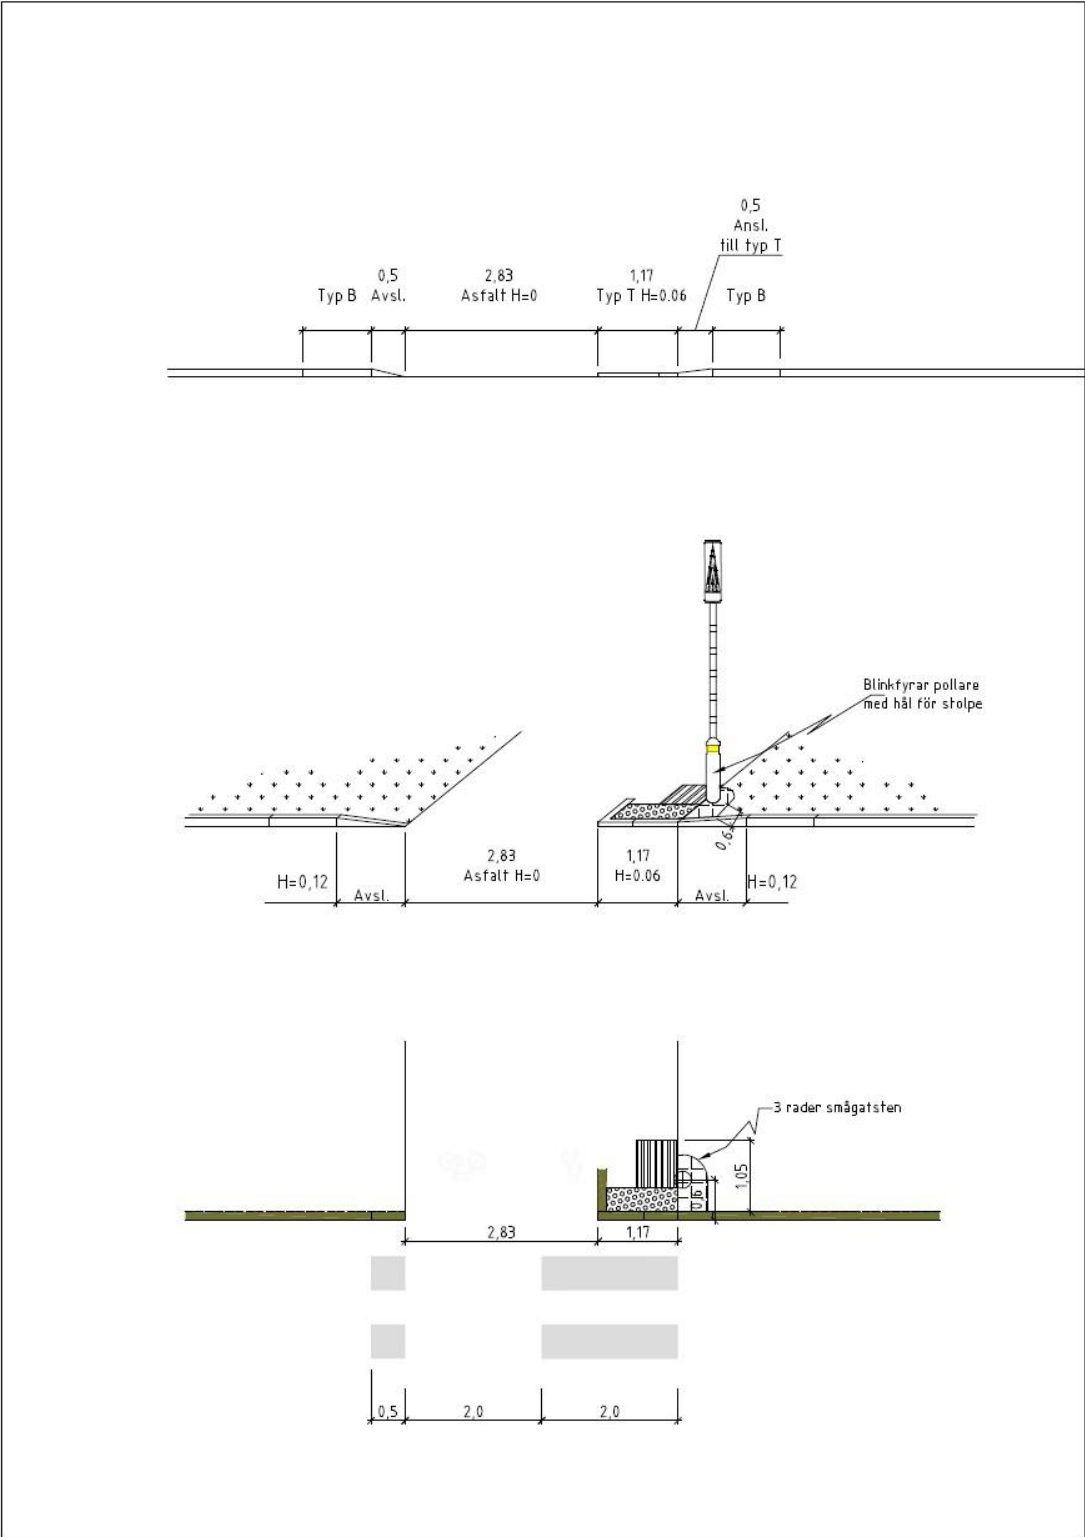 0,5
Ansl.
till typ T
Typ B
0,5
Avsl.
2,83
Asfalt H=0
1,17
Typ T H=0.06
Typ B
Blinkfyrar pollare
med hål för stolpe
H=0,12
Avsl.
2,83
Asfalt H=0
1,17
H=0.06
0,6
Avsl.
H=0,12
3 rader smågatsten
1,05
0,6
2,83
1,17
0,5
2,0
2,0